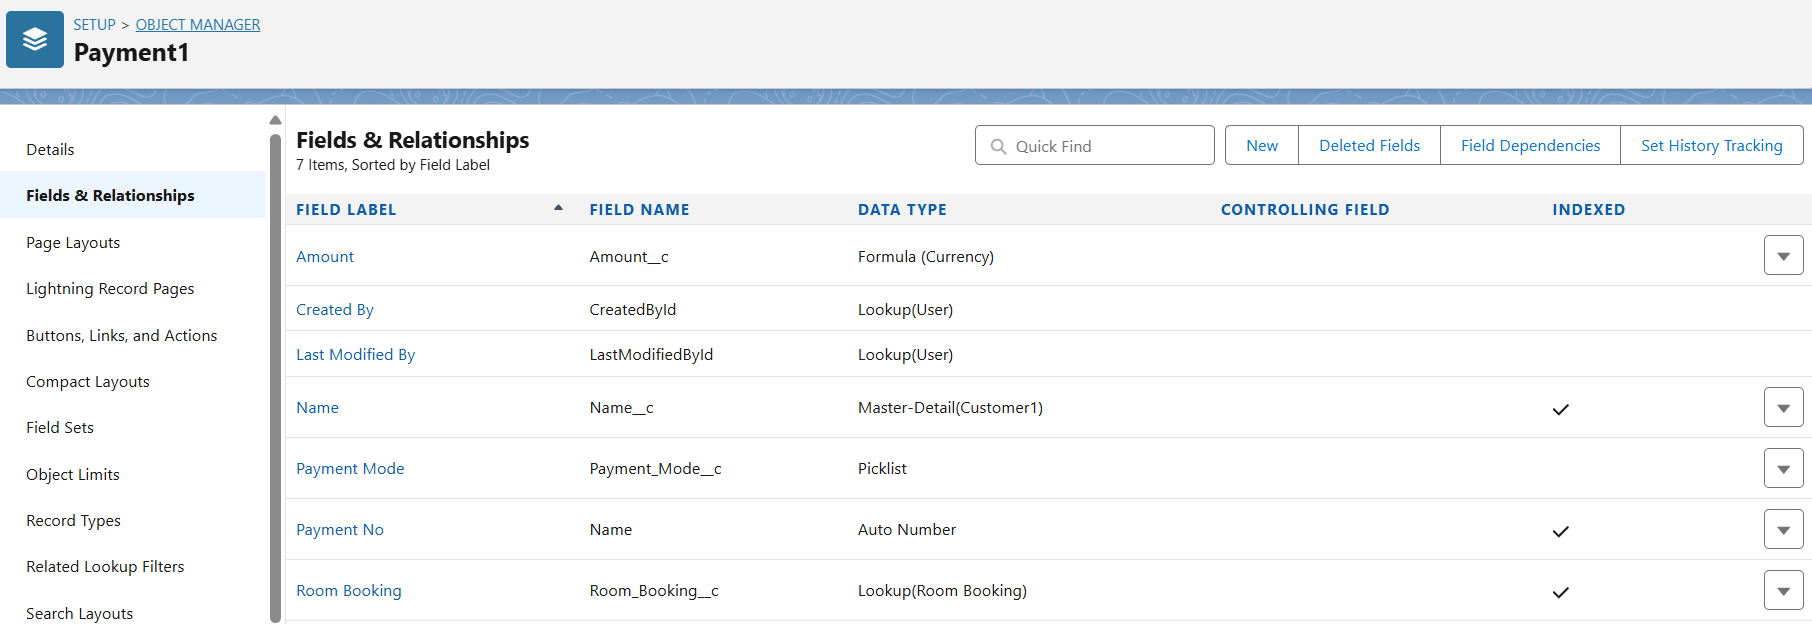 SETUP > OBJECT MANAGER
Payment1
Details
Fields & Relationships
Page Layouts
Lightning Record Pages
Buttons, Links, and Actions
Compact Layouts
Field Sets
Object Limits
Record Types
Related Lookup Filters
Search Layouts
Fields & Relationships
7 Items, Sorted by Field Label
Quick Find
New Deleted Fields Field Dependencies Set History Tracking
FIELD LABEL FIELD NAME DATA TYPE CONTROLLING FIELD INDEXED
Amount Amount__c Formula (Currency)
Created By CreatedById Lookup(User)
Last Modified By LastModifiedById Lookup(User)
Name Name__c Master-Detail(Customer1)
Payment Mode Payment_Mode__c Picklist
Payment No Name Auto Number
Room Booking Room_Booking__c Lookup(Room Booking)